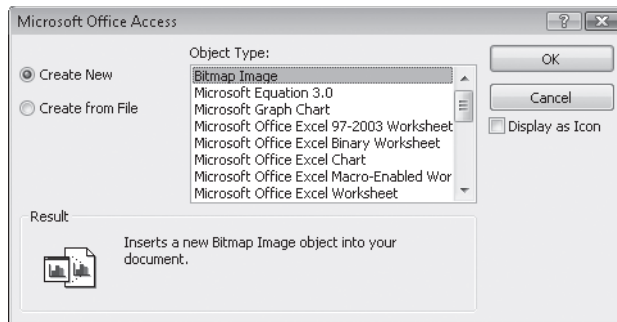 Microsoft Office Access
Create New
Create from File
Object Type:
Bitmap Image
Microsoft Equation 3.0
Microsoft Graph Chart
Microsoft Office Excel 97-2003 Worksheet
Microsoft Office Excel Binary Worksheet
Microsoft Office Excel Chart
Microsoft Office Excel Macro-Enabled Wor
Microsoft Office Excel Worksheet
OK
Cancel
Display as Icon
Result
Inserts a new Bitmap Image object into your
document.